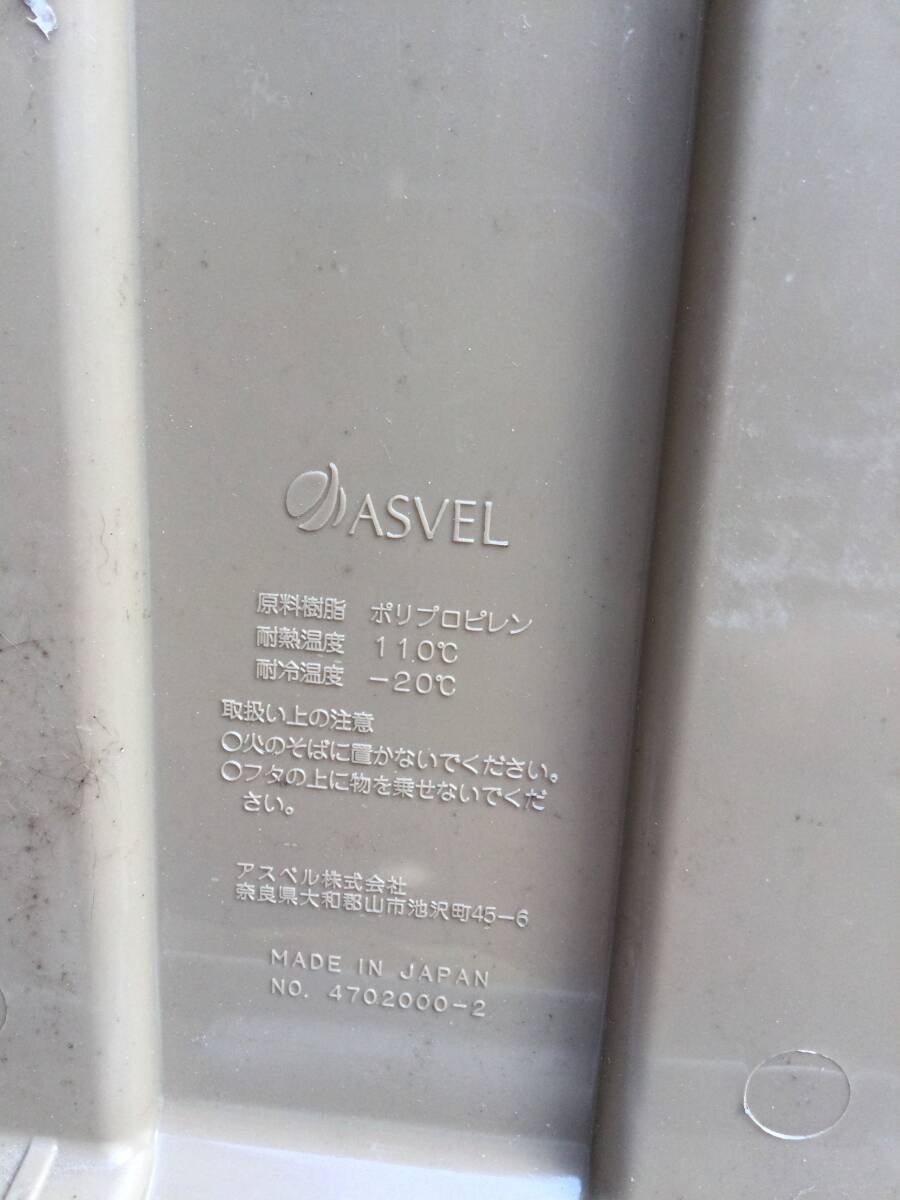 ASVEL
原料樹脂 ポリプロピレン
耐熱温度 110℃
耐冷温度 -20℃
取扱い上の注意
○火のそばに置かないでください。
○フタの上に物を乗せないでくだ
さい。
アスベル株式会社
奈良県大和郡山市池沢町45-6
MADE IN JAPAN
NO. 4702000-2